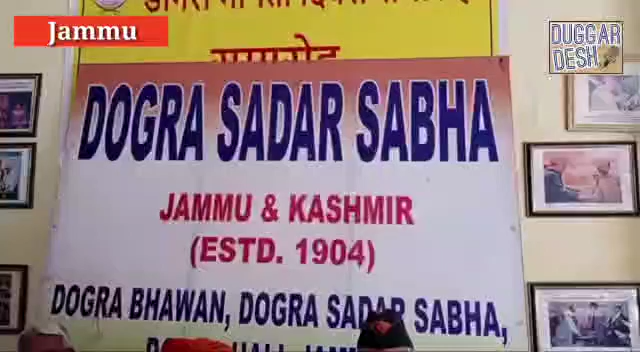 Jammu
DUGGAR
DESH
DOGRA SADAR SABHA
JAMMU & KASHMIR
(ESTD. 1904)
DOGRA BHAWAN, DOGRA SADAR SABHA,